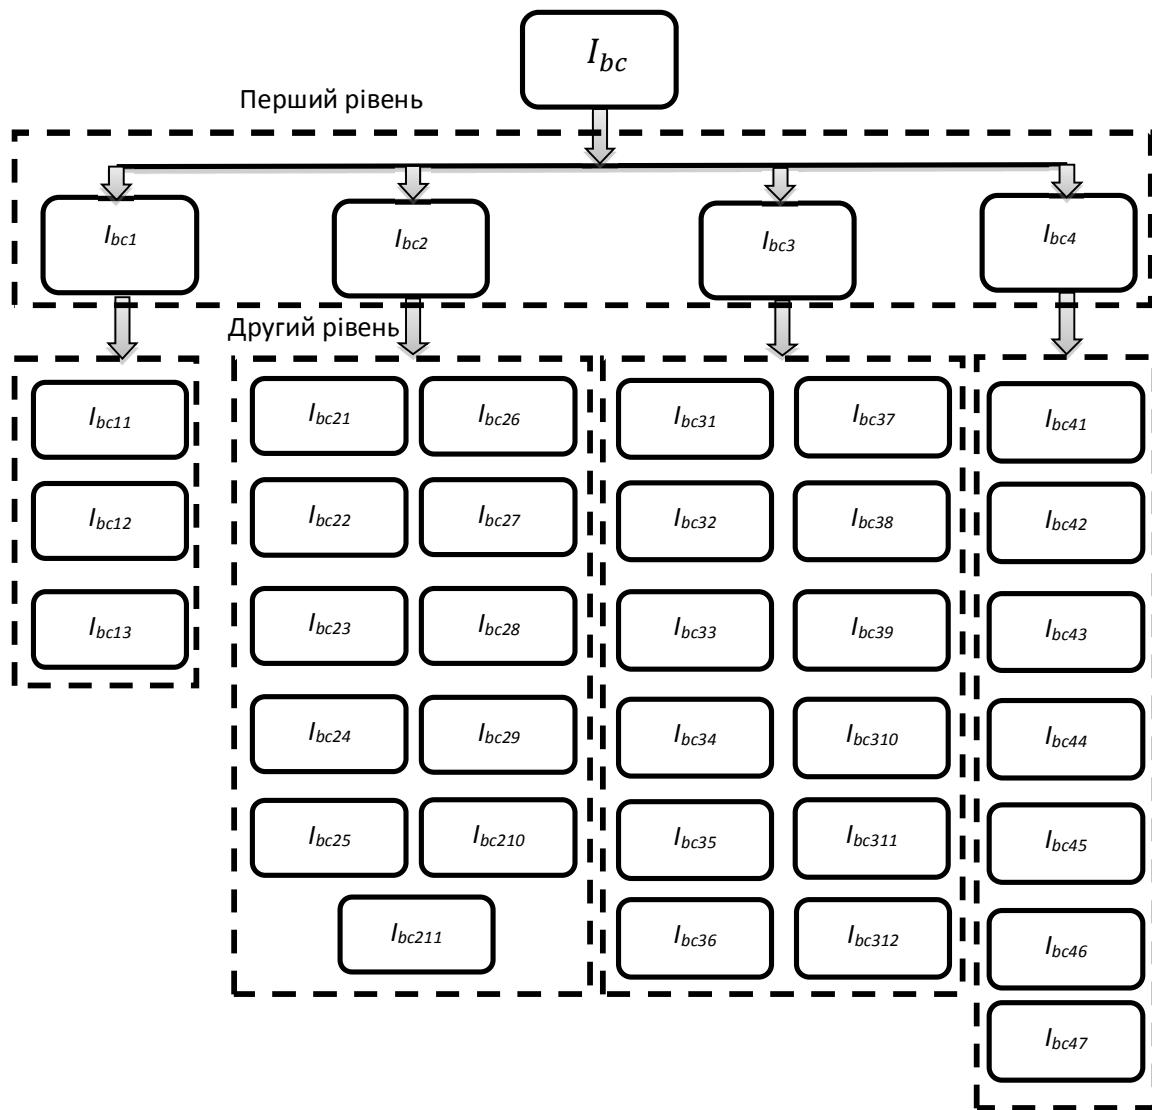 I_bc
Перший рівень
I_bc1 I_bc2 I_bc3 I_bc4
Другий рівень
I_bc11 I_bc21 I_bc26 I_bc31 I_bc37 I_bc41
I_bc12 I_bc22 I_bc27 I_bc32 I_bc38 I_bc42
I_bc13 I_bc23 I_bc28 I_bc33 I_bc39 I_bc43
I_bc24 I_bc29 I_bc34 I_bc310 I_bc44
I_bc25 I_bc210 I_bc35 I_bc311 I_bc45
I_bc211 I_bc36 I_bc312 I_bc46
I_bc47